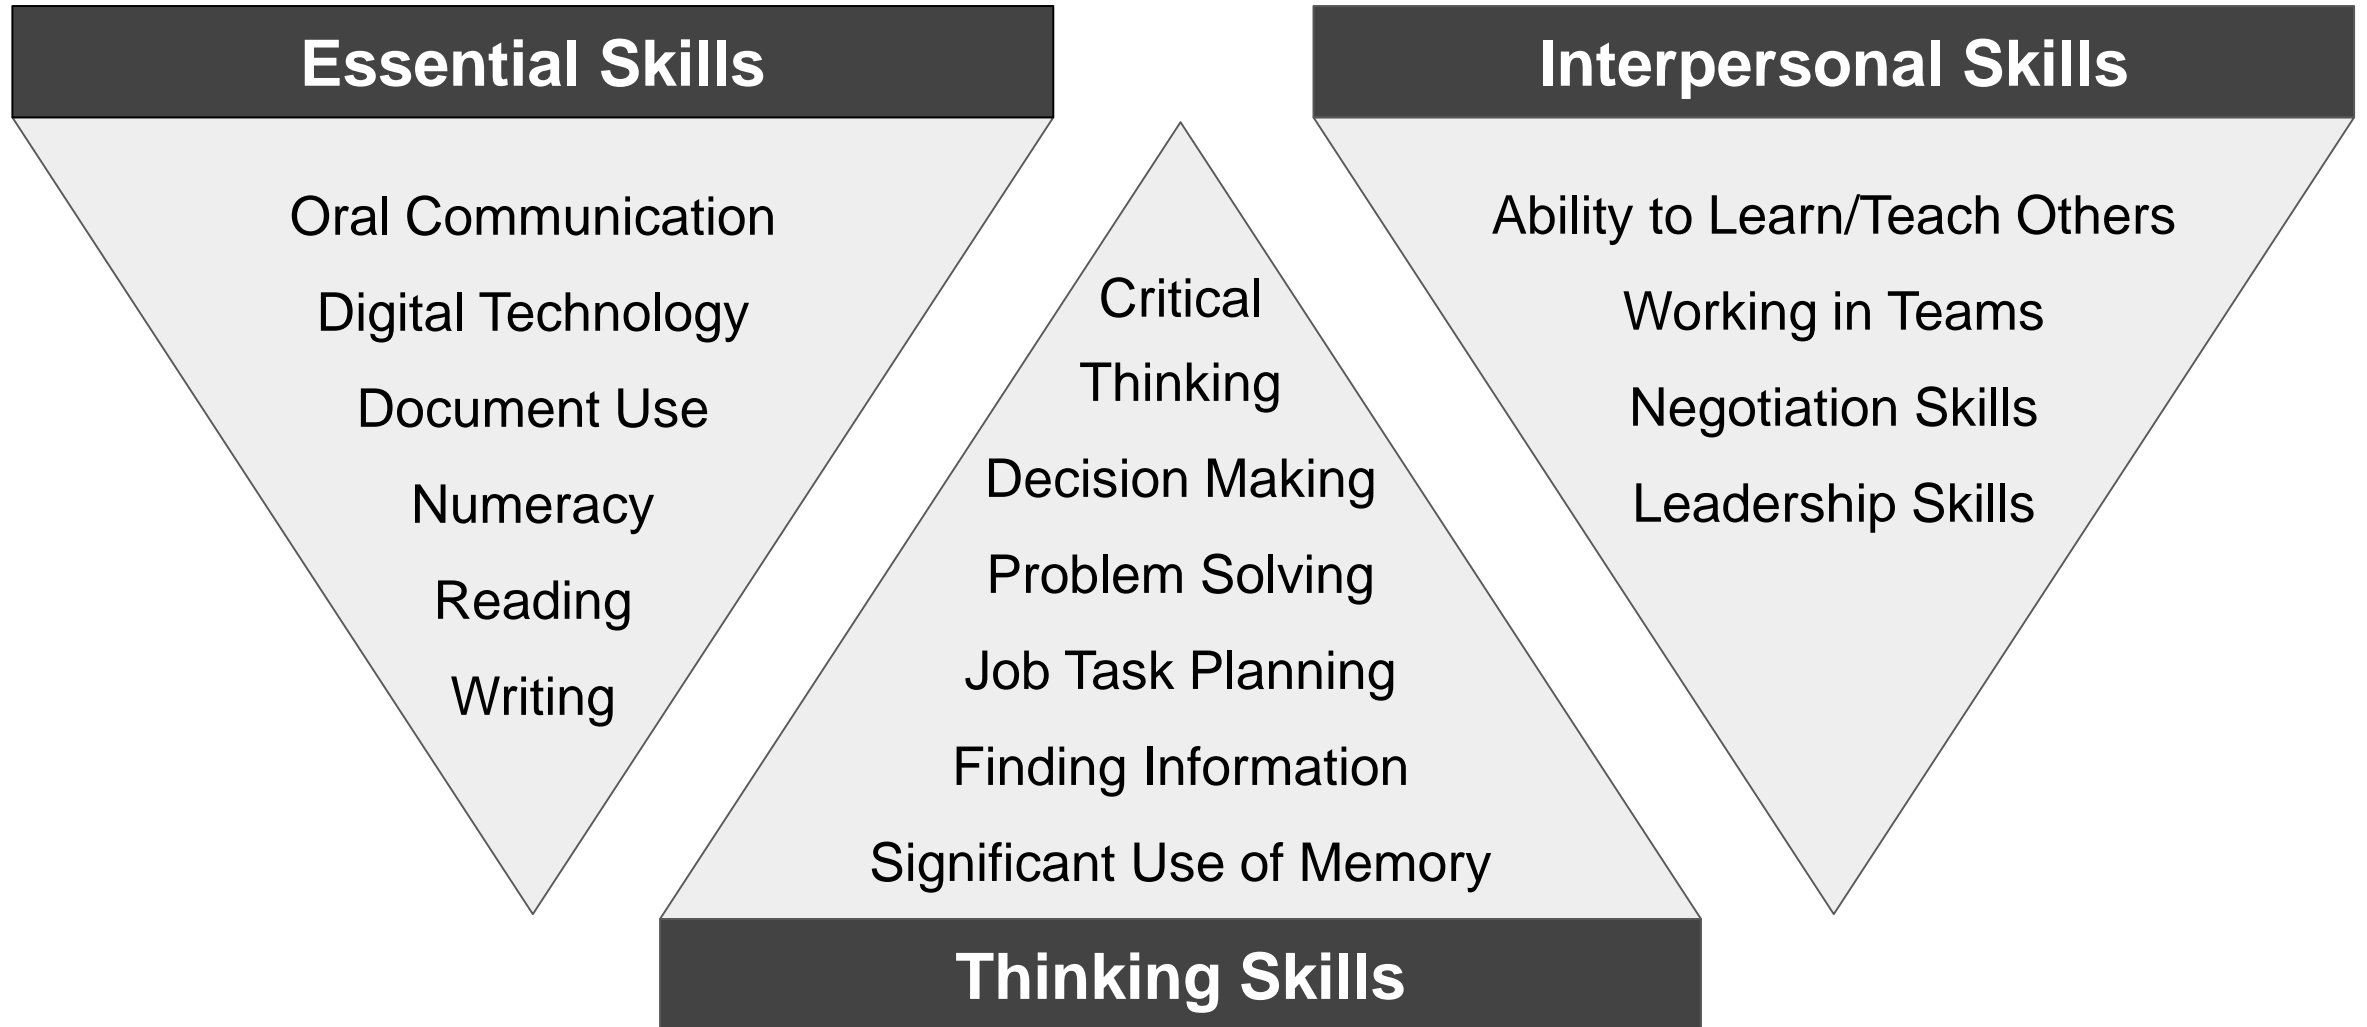 Essential Skills
Oral Communication
Digital Technology
Document Use
Numeracy
Reading
Writing
Critical
Thinking
Decision Making
Problem Solving
Job Task Planning
Finding Information
Significant Use of Memory
Thinking Skills
Interpersonal Skills
Ability to Learn/Teach Others
Working in Teams
Negotiation Skills
Leadership Skills